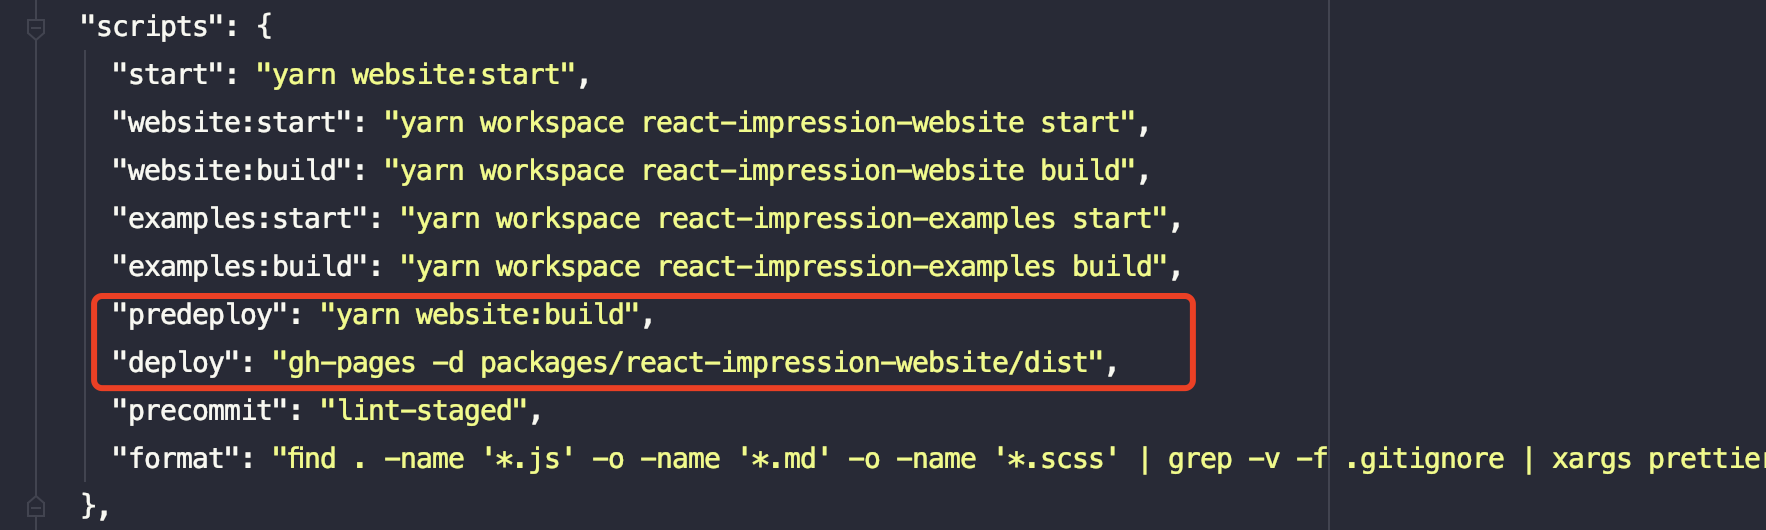 "scripts": {
"start": "yarn website:start",
"website:start": "yarn workspace react-impression-website start",
"website:build": "yarn workspace react-impression-website build",
"examples:start": "yarn workspace react-impression-examples start",
"examples:build": "yarn workspace react-impression-examples build",
"predeploy": "yarn website:build",
"deploy": "gh-pages -d packages/react-impression-website/dist",
"precommit": "lint-staged",
"format": "find . -name '*.js' -o -name '*.md' -o -name '*.scss' | grep -v -f .gitignore | xargs prettier
},